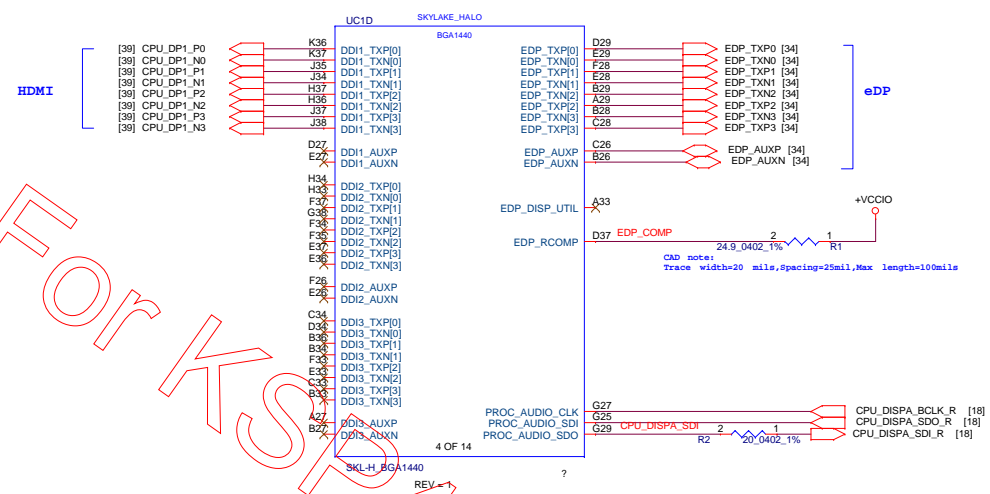 UC1D
SKYLAKE_HALO
BGA1440
HDMI
[39] CPU_DP1_P0
[39] CPU_DP1_N0
[39] CPU_DP1_P1
[39] CPU_DP1_N1
[39] CPU_DP1_P2
[39] CPU_DP1_N2
[39] CPU_DP1_P3
[39] CPU_DP1_N3
K36 DDI1_TXP[0]
K37 DDI1_TXN[0]
J35 DDI1_TXP[1]
J34 DDI1_TXN[1]
H37 DDI1_TXP[2]
H36 DDI1_TXN[2]
J37 DDI1_TXP[3]
J38 DDI1_TXN[3]
D27 DDI1_AUXP
E27 DDI1_AUXN
H34 DDI2_TXP[0]
H33 DDI2_TXN[0]
F37 DDI2_TXP[1]
G38 DDI2_TXN[1]
F34 DDI2_TXP[2]
F35 DDI2_TXN[2]
E37 DDI2_TXP[3]
E36 DDI2_TXN[3]
F26 DDI2_AUXP
E26 DDI2_AUXN
C34 DDI3_TXP[0]
D34 DDI3_TXN[0]
B36 DDI3_TXP[1]
B34 DDI3_TXN[1]
F33 DDI3_TXP[2]
E33 DDI3_TXN[2]
C33 DDI3_TXP[3]
B33 DDI3_TXN[3]
A27 DDI3_AUXP
B27 DDI3_AUXN
EDP_TXP[0] D29 EDP_TXP0 [34]
EDP_TXN[0] E29 EDP_TXN0 [34]
EDP_TXP[1] F28 EDP_TXP1 [34]
EDP_TXN[1] E28 EDP_TXN1 [34]
EDP_TXN[2] B29 EDP_TXN2 [34]
EDP_TXP[2] A29 EDP_TXP2 [34]
EDP_TXN[3] B28 EDP_TXN3 [34]
EDP_TXP[3] C28 EDP_TXP3 [34]
eDP
EDP_AUXP C26 EDP_AUXP [34]
EDP_AUXN B26 EDP_AUXN [34]
EDP_DISP_UTIL A33
+VCCIO
EDP_RCOMP D37 EDP_COMP 2 1
24.9_0402_1% R1
CAD note:
Trace width=20 mils,Spacing=25mil,Max length=100mils
PROC_AUDIO_CLK G27 CPU_DISPA_BCLK_R [18]
PROC_AUDIO_SDI G25 CPU_DISPA_SDO_R [18]
PROC_AUDIO_SDO G29 CPU_DISPA_SDI 2 1 CPU_DISPA_SDI_R [18]
R2 20_0402_1%
4 OF 14
SKL-H_BGA1440
REV = 1
?
For KSP